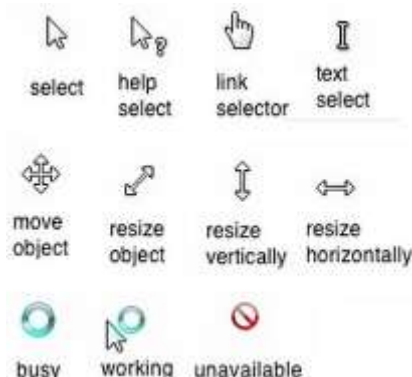 select
help
select
link
selector
text
select
move
object
resize
object
resize
vertically
resize
horizontally
busy
working
unavailable